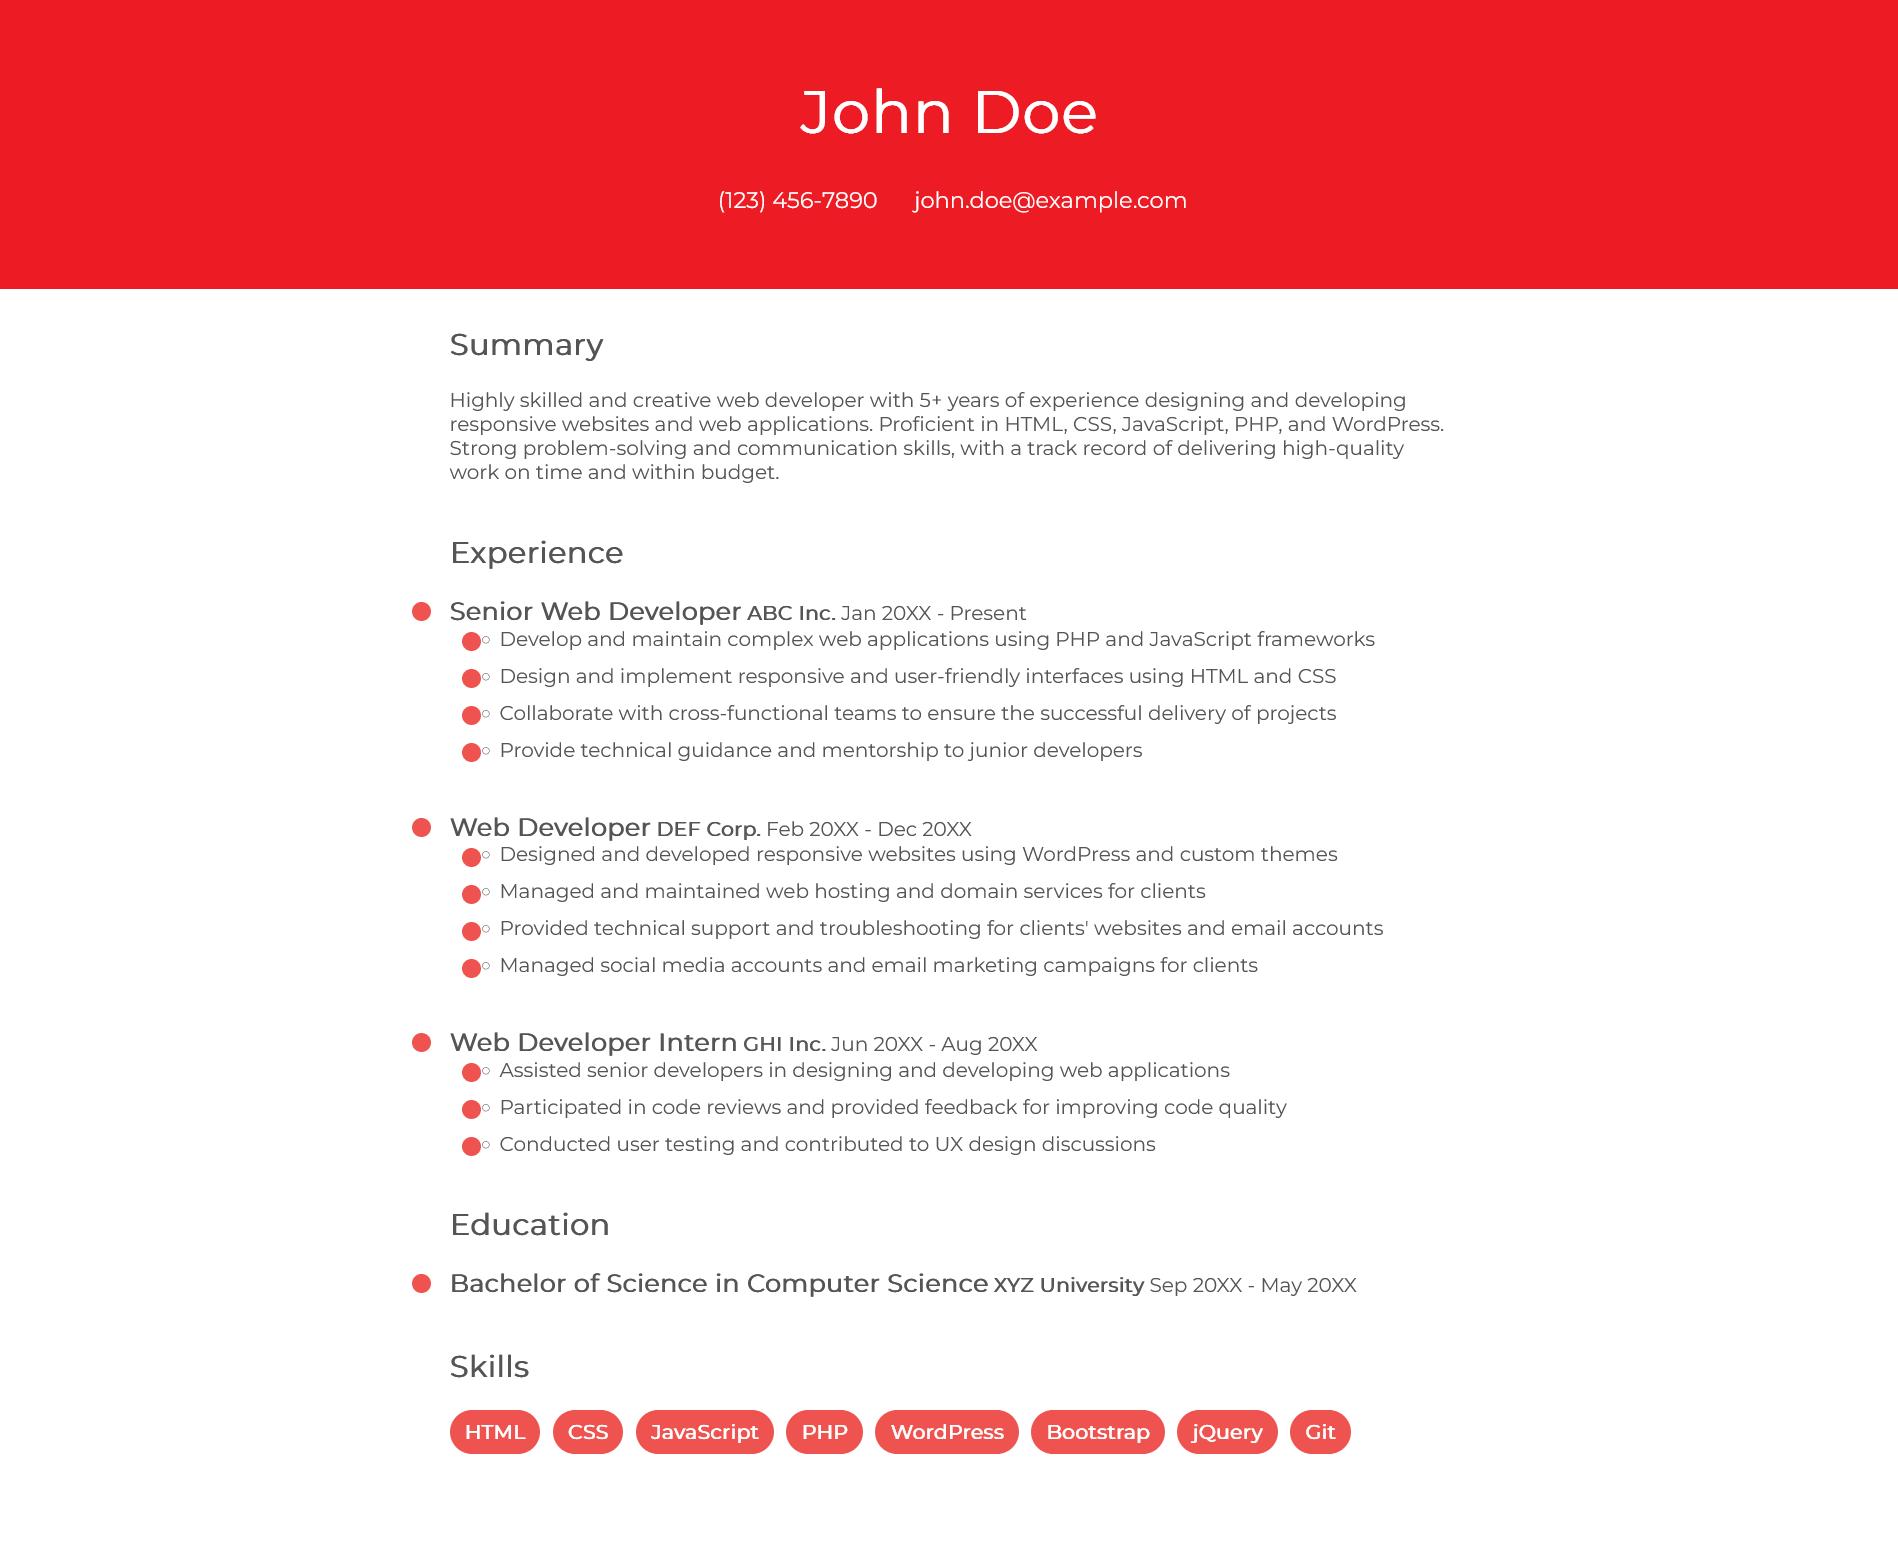 John Doe
(123) 456-7890 john.doe@example.com
Summary
Highly skilled and creative web developer with 5+ years of experience designing and developing
responsive websites and web applications. Proficient in HTML, CSS, JavaScript, PHP, and WordPress.
Strong problem-solving and communication skills, with a track record of delivering high-quality
work on time and within budget.
Experience
Senior Web Developer ABC Inc. Jan 20XX - Present
Develop and maintain complex web applications using PHP and JavaScript frameworks
Design and implement responsive and user-friendly interfaces using HTML and CSS
Collaborate with cross-functional teams to ensure the successful delivery of projects
Provide technical guidance and mentorship to junior developers
Web Developer DEF Corp. Feb 20XX - Dec 20XX
Designed and developed responsive websites using WordPress and custom themes
Managed and maintained web hosting and domain services for clients
Provided technical support and troubleshooting for clients' websites and email accounts
Managed social media accounts and email marketing campaigns for clients
Web Developer Intern GHI Inc. Jun 20XX - Aug 20XX
Assisted senior developers in designing and developing web applications
Participated in code reviews and provided feedback for improving code quality
Conducted user testing and contributed to UX design discussions
Education
Bachelor of Science in Computer Science XYZ University Sep 20XX - May 20XX
Skills
HTML CSS JavaScript PHP WordPress Bootstrap jQuery Git